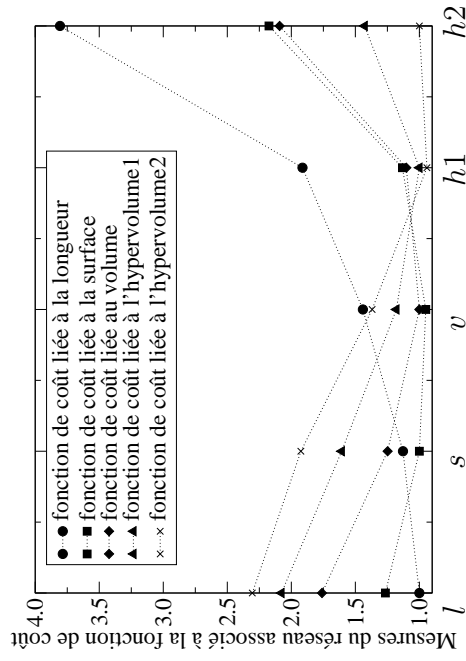 Mesures du réseau associé à la fonction de coût
4.0
3.5
3.0
2.5
2.0
1.5
1.0
fonction de coût liée à la longueur
fonction de coût liée à la surface
fonction de coût liée au volume
fonction de coût liée à l'hypervolume1
fonction de coût liée à l'hypervolume2
l
s
v
h1
h2